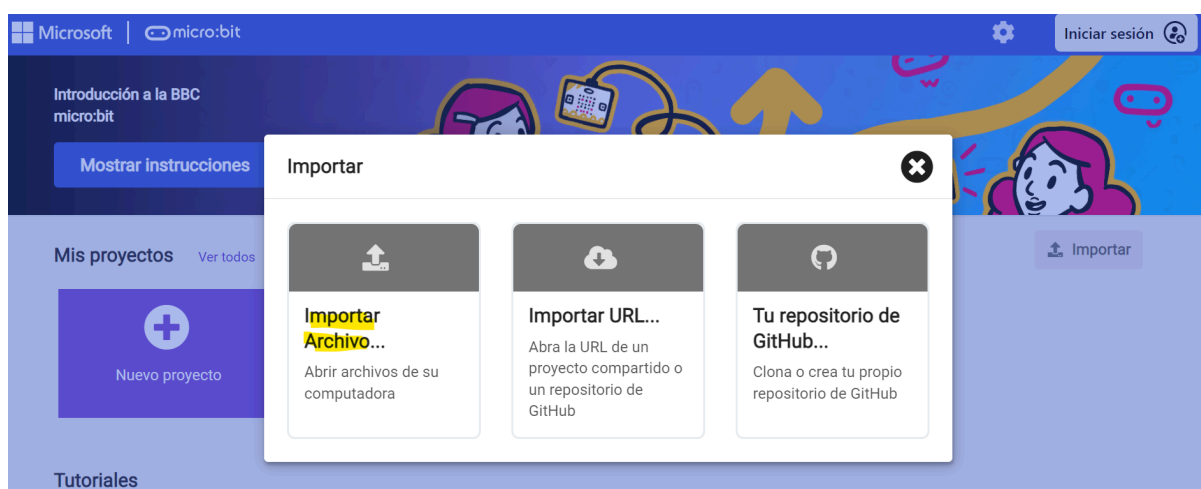 Microsoft
micro:bit
Iniciar sesión
Introducción a la BBC
micro:bit
Mostrar instrucciones
Importar
Mis proyectos
Ver todos
Importar
Nuevo proyecto
Importar
Archivo...
Abrir archivos de su
computadora
Importar URL...
Abra la URL de un
proyecto compartido o
un repositorio de
GitHub
Tu repositorio de
GitHub...
Clona o crea tu propio
repositorio de GitHub
Tutoriales